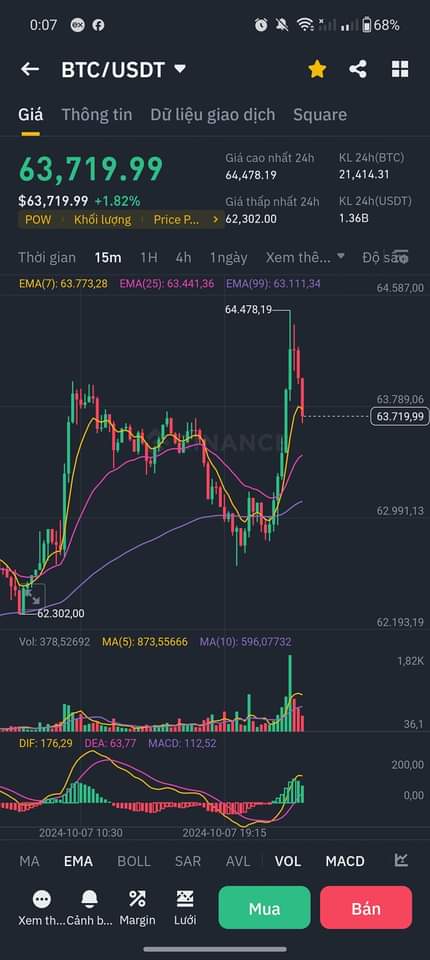 0:07 ex 68%
BTC/USDT
Giá Thông tin Dữ liệu giao dịch Square
63,719.99
$63,719.99 +1.82%
POW Khối lượng Price P...
Giá cao nhất 24h KL 24h(BTC)
64,478.19 21,414.31
Giá thấp nhất 24h KL 24h(USDT)
62,302.00 1.36B
Thời gian 15m 1H 4h 1ngày Xem thê... Độ sâu
EMA(7): 63.773,28 EMA(25): 63.441,36 EMA(99): 63.111,34
64.587,00
64.478,19
63.789,06
63.719,99
BINANCE
62.991,13
62.302,00
62.193,19
Vol: 378,52692 MA(5): 873,55666 MA(10): 596,07732
1,82K
36,1
DIF: 176,29 DEA: 63,77 MACD: 112,52
200,00
0,00
2024-10-07 10:30 2024-10-07 19:15
MA EMA BOLL SAR AVL VOL MACD
Xem th... Cảnh b... Margin Lưới
Mua Bán